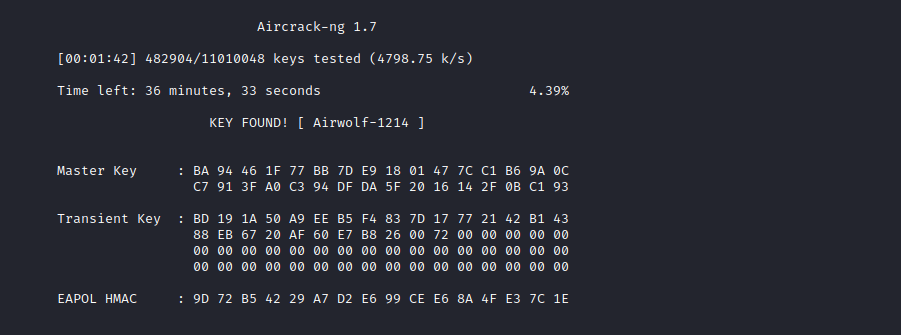 Aircrack-ng 1.7
[00:01:42] 482904/11010048 keys tested (4798.75 k/s)
Time left: 36 minutes, 33 seconds 4.39%
KEY FOUND! [ Airwolf-1214 ]
Master Key : BA 94 46 1F 77 BB 7D E9 18 01 47 7C C1 B6 9A 0C
C7 91 3F A0 C3 94 DF DA 5F 20 16 14 2F 0B C1 93
Transient Key : BD 19 1A 50 A9 EE B5 F4 83 7D 17 77 21 42 B1 43
88 EB 67 20 AF 60 E7 B8 26 00 72 00 00 00 00 00
00 00 00 00 00 00 00 00 00 00 00 00 00 00 00 00
00 00 00 00 00 00 00 00 00 00 00 00 00 00 00 00
EAPOL HMAC : 9D 72 B5 42 29 A7 D2 E6 99 CE E6 8A 4F E3 7C 1E